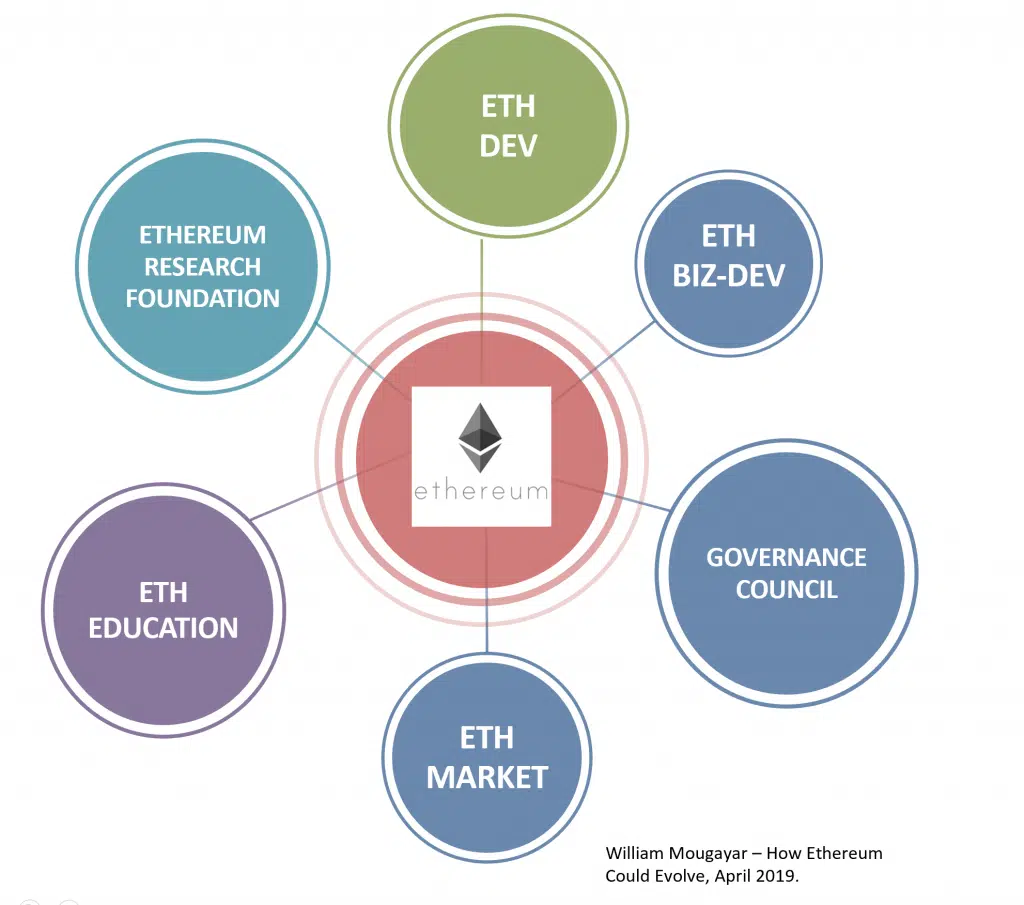 ETH
DEV
ETHEREUM
RESEARCH
FOUNDATION
ETH
BIZ-DEV
ethereum
GOVERNANCE
COUNCIL
ETH
EDUCATION
ETH
MARKET
William Mougayar – How Ethereum
Could Evolve, April 2019.